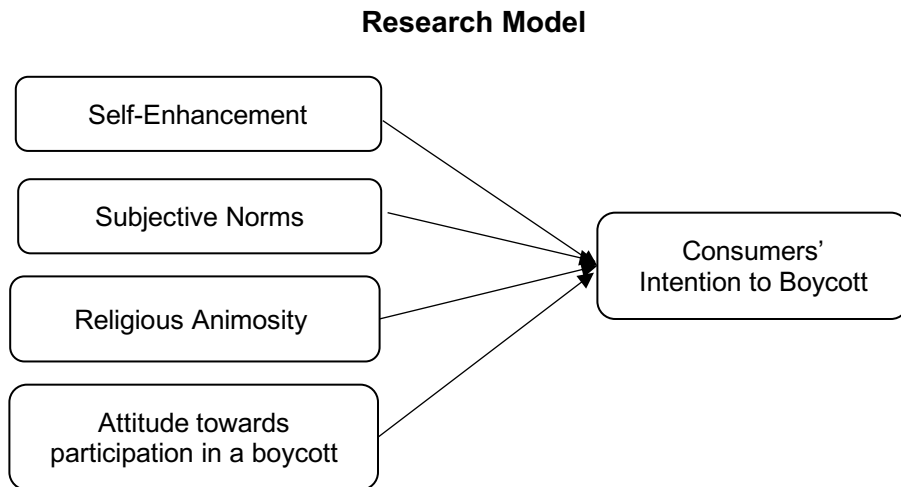 Research Model
Self-Enhancement
Subjective Norms
Religious Animosity
Attitude towards
participation in a boycott
Consumers’
Intention to Boycott